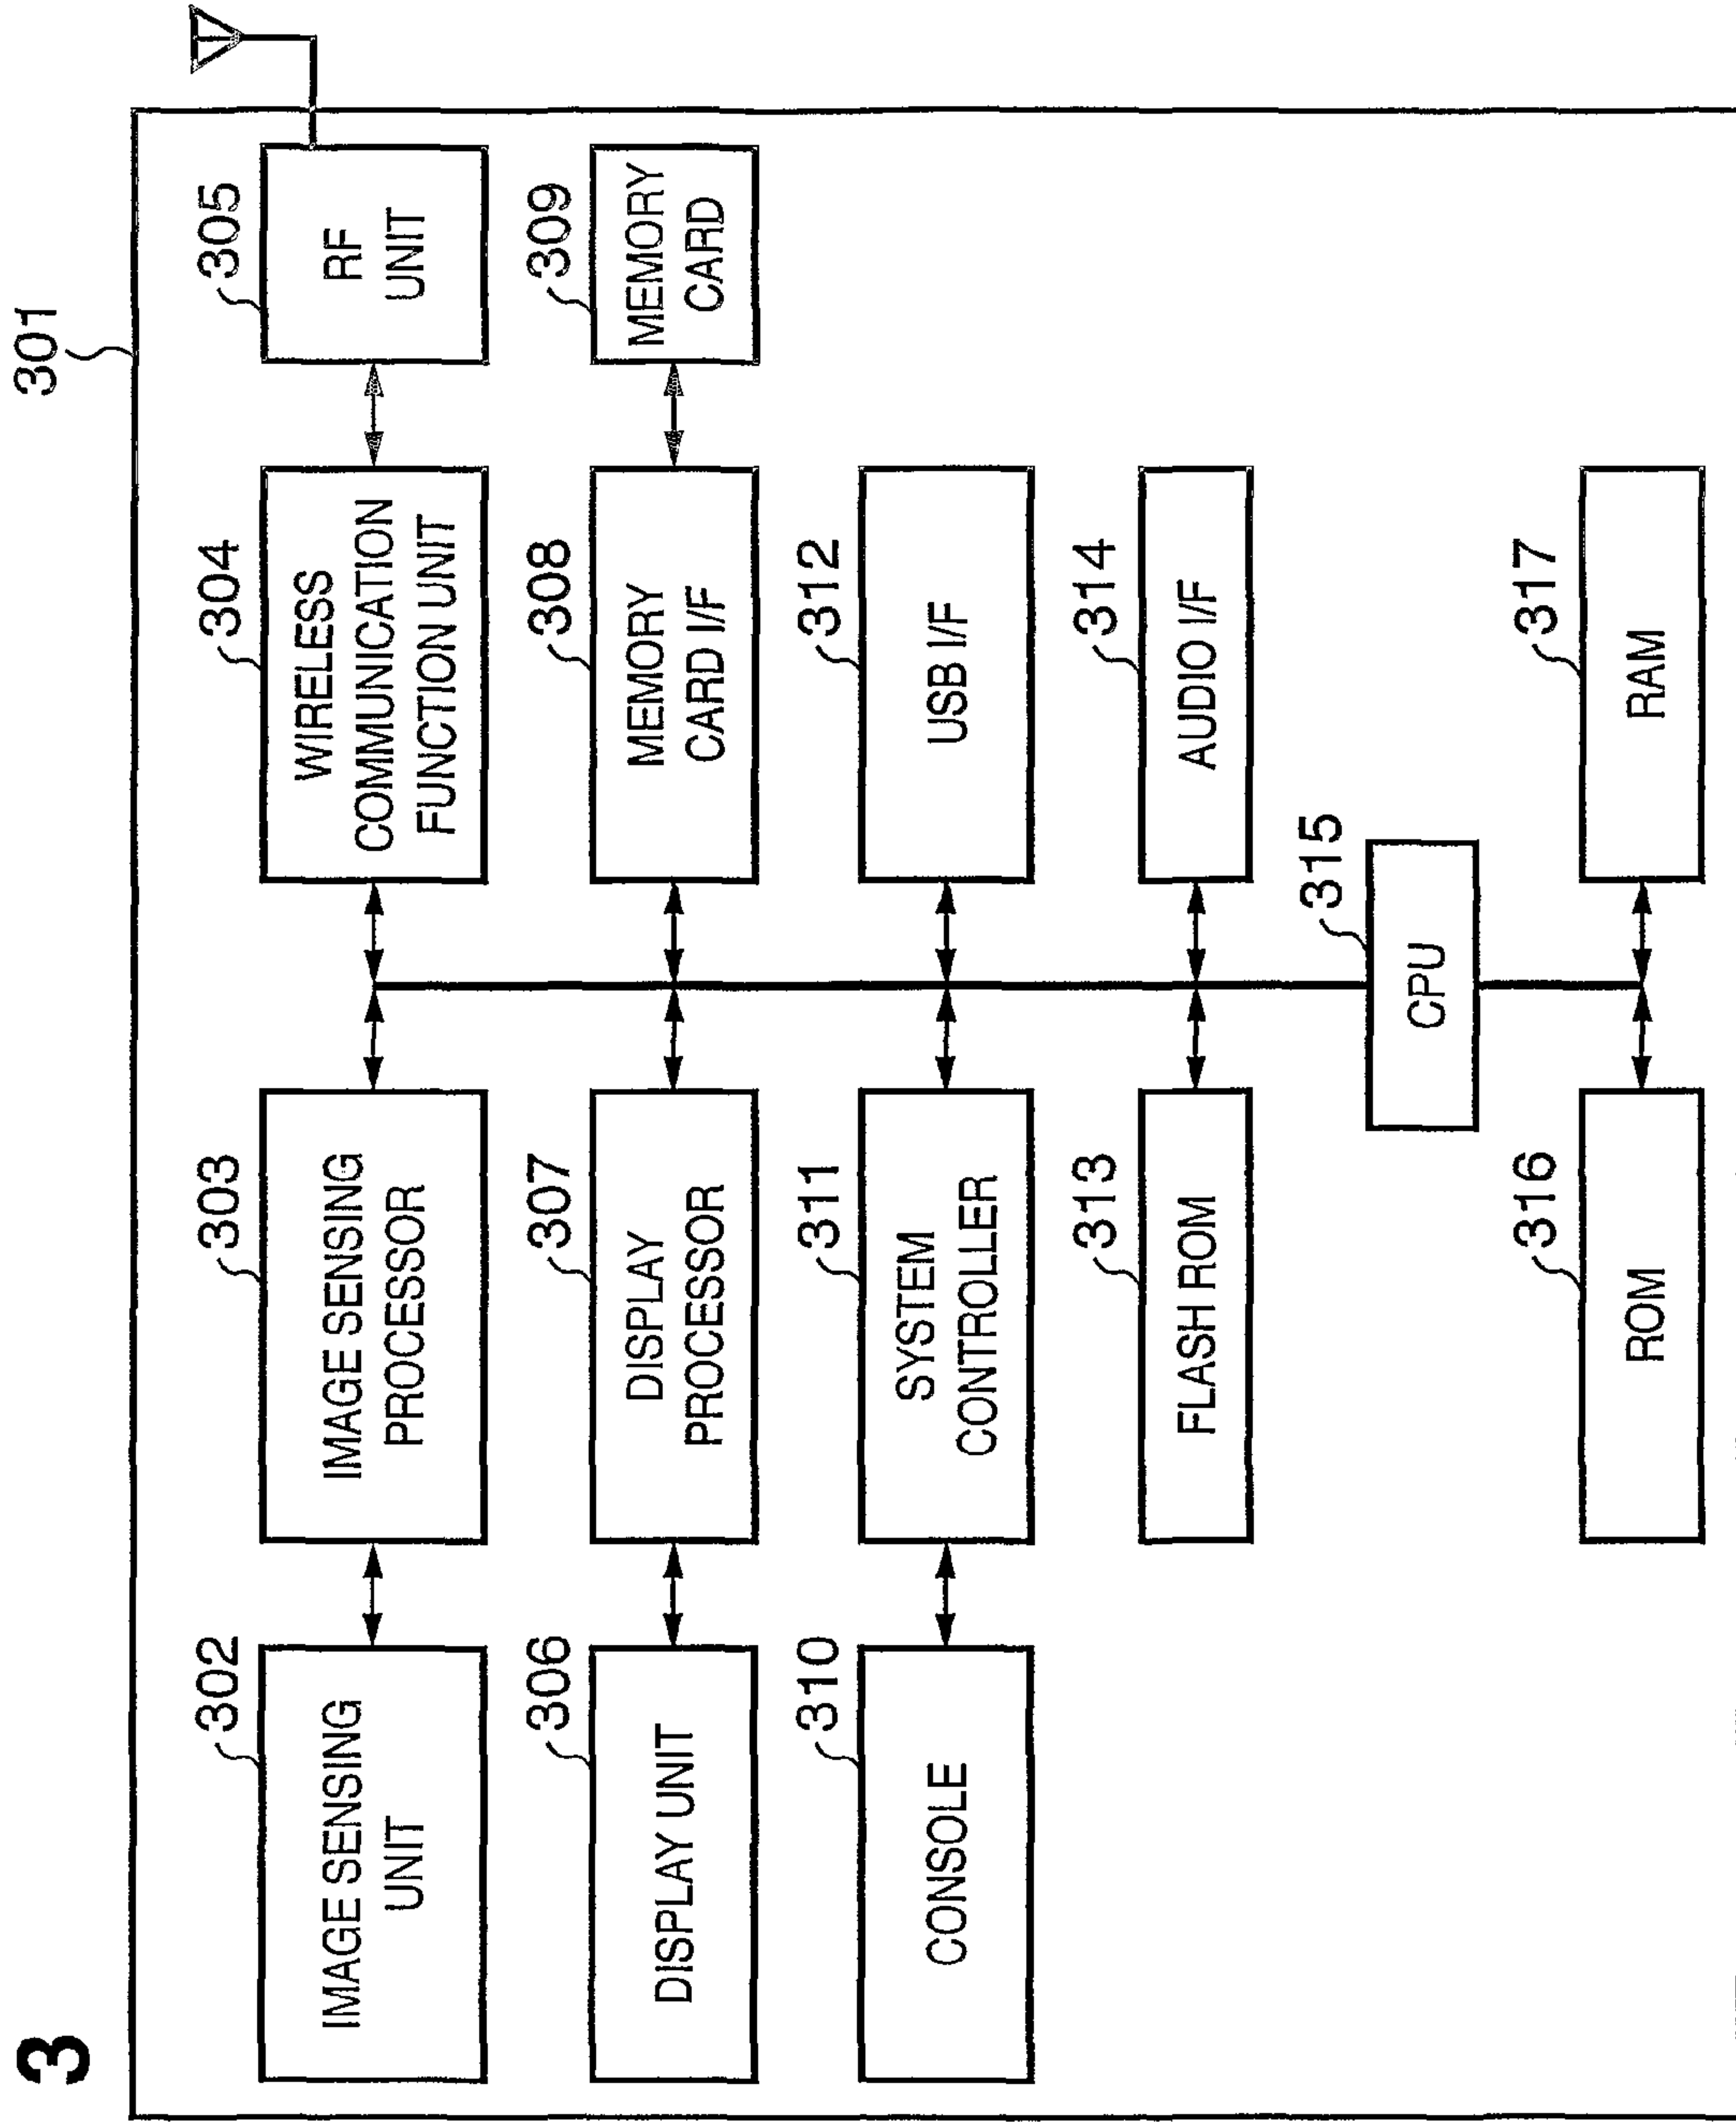 3
301
302
303
304
305
IMAGE SENSING
UNIT
IMAGE SENSING
PROCESSOR
WIRELESS
COMMUNICATION
FUNCTION UNIT
RF
UNIT
306
307
308
309
DISPLAY UNIT
DISPLAY
PROCESSOR
MEMORY
CARD I/F
MEMORY
CARD
310
311
312
CONSOLE
SYSTEM
CONTROLLER
USB I/F
313
314
FLASH ROM
AUDIO I/F
315
CPU
316
317
ROM
RAM